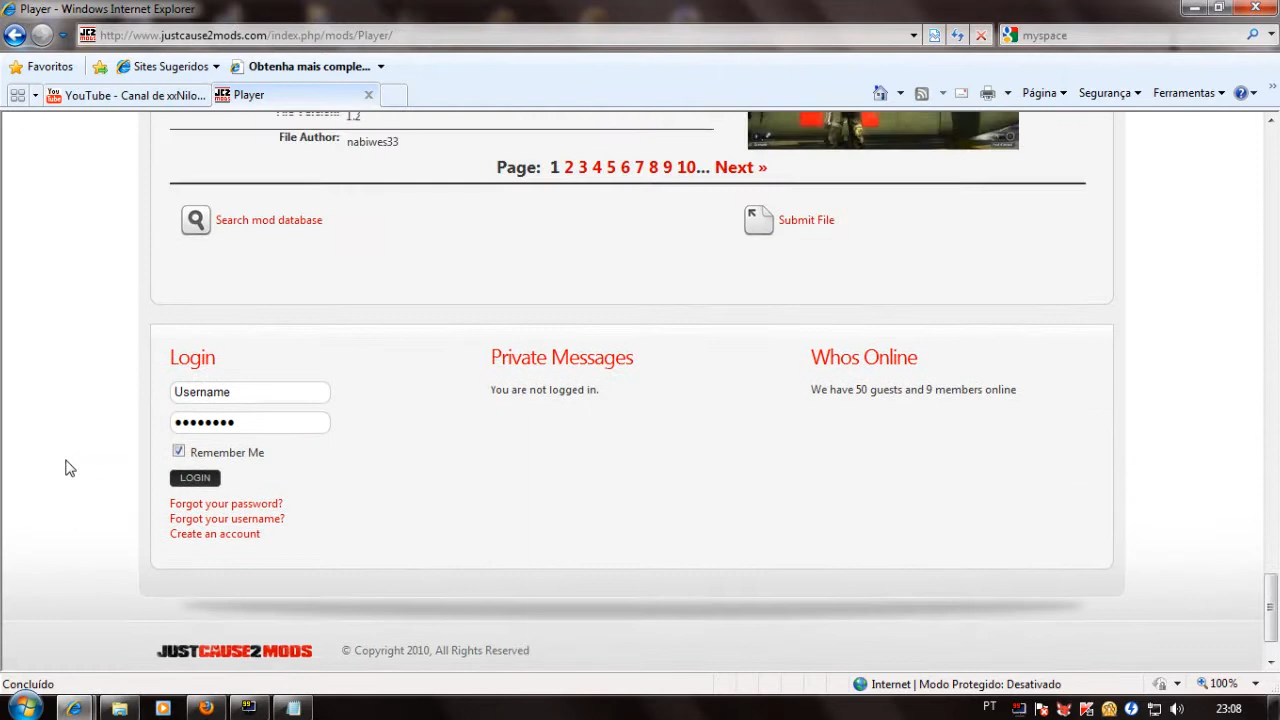 Player - Windows Internet Explorer
http://www.justcause2mods.com/index.php/mods/Player/
myspace
Favoritos
Sites Sugeridos
Obtenha mais comple...
YouTube - Canal de xxNilo...
Player
Página
Segurança
Ferramentas
1.2
File Author: nabiwes33
Page: 1 2 3 4 5 6 7 8 9 10... Next »
Search mod database
Submit File
Login
Private Messages
Whos Online
Username
You are not logged in.
We have 50 guests and 9 members online
••••••••
Remember Me
LOGIN
Forgot your password?
Forgot your username?
Create an account
JUSTCAUSE2MODS
© Copyright 2010, All Rights Reserved
Concluído
Internet | Modo Protegido: Desativado
100%
PT
23:08